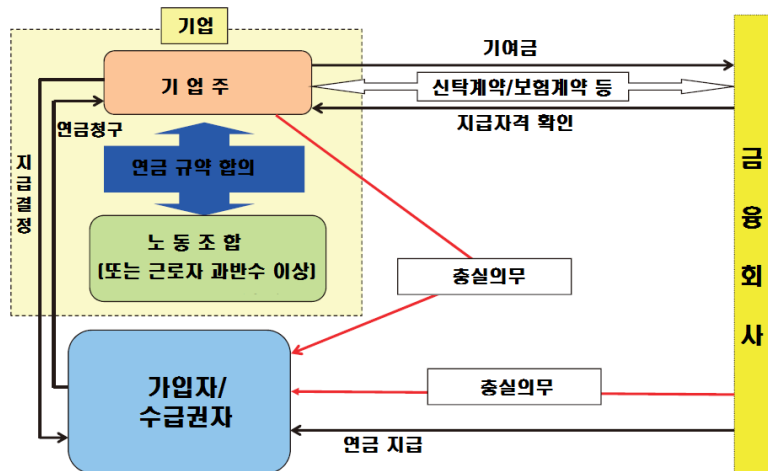 기업
기여금
기 업 주
신탁계약/보험계약 등
연금청구
지급자격 확인
지급결정
연금 규약 합의
금융회사
노 동 조 합
(또는 근로자 과반수 이상)
충실의무
가입자/
수급권자
충실의무
연금 지급